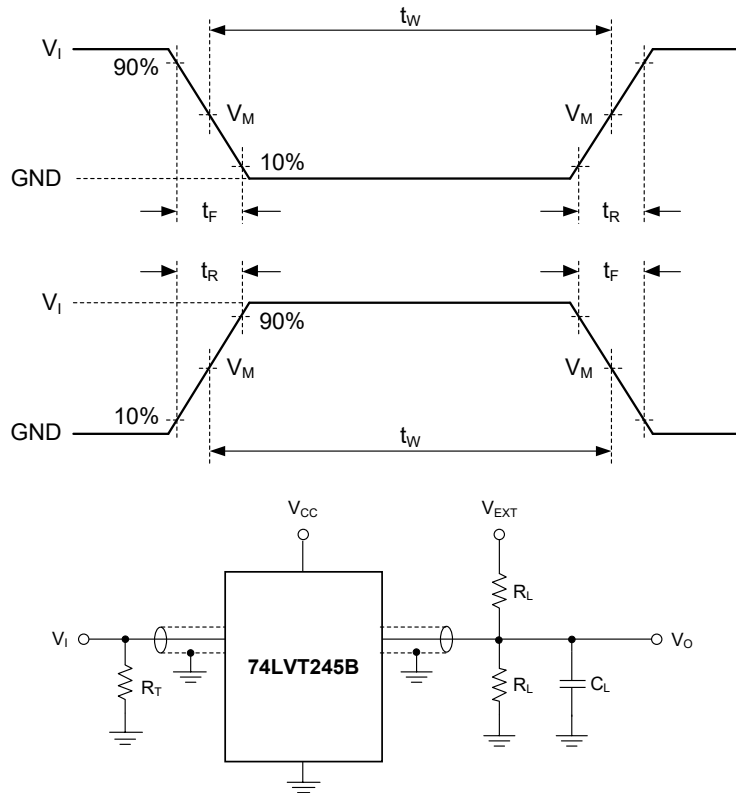 t_W
V_I
90%
V_M V_M
10%
GND
t_F t_R
t_R t_F
V_I
90%
V_M V_M
10%
GND
t_W
V_CC V_EXT
R_L
V_I V_O
74LVT245B
R_T R_L C_L